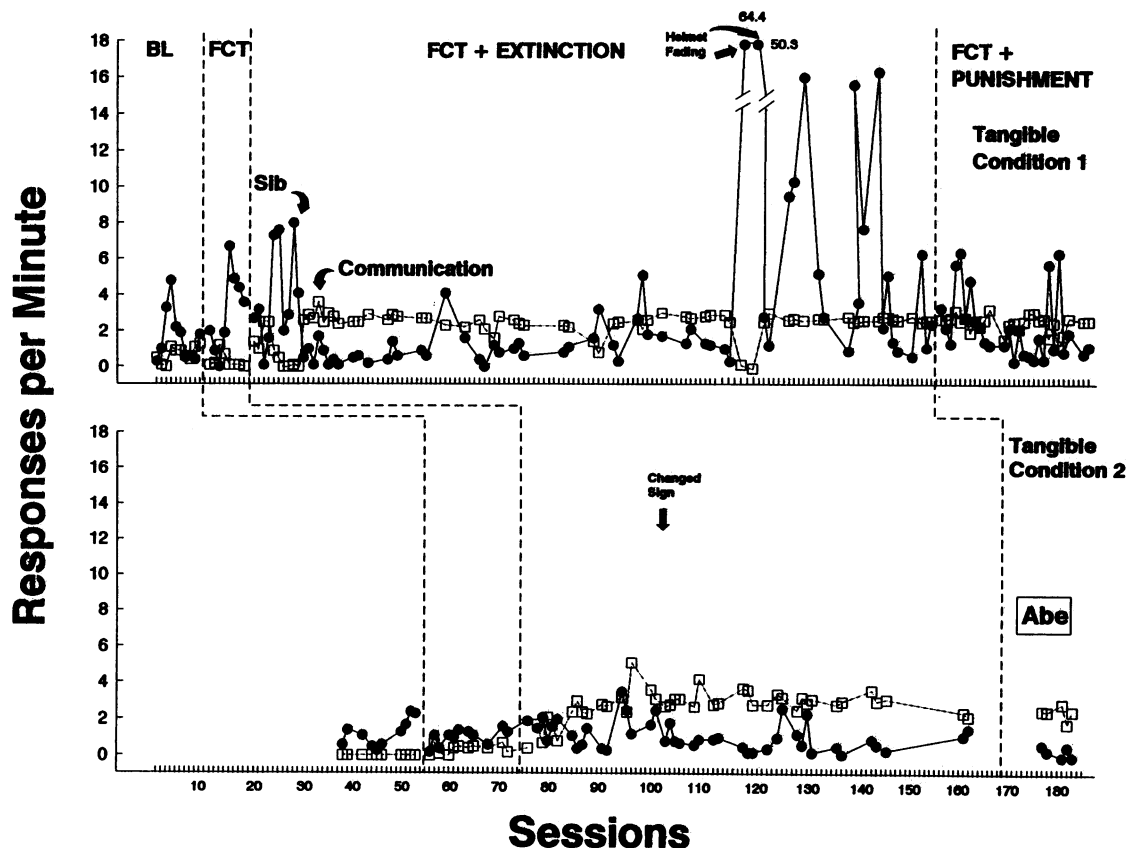 64.4
Helmet
Fading
50.3
18
16
14
12
10
8
6
4
2
0
BL
FCT
FCT + EXTINCTION
FCT +
PUNISHMENT
Tangible
Condition 1
Sib
Communication
Responses per Minute
18
16
14
12
10
8
6
4
2
0
Tangible
Condition 2
Changed
Sign
Abe
10 20 30 40 50 60 70 80 90 100 110 120 130 140 150 160 170 180
Sessions